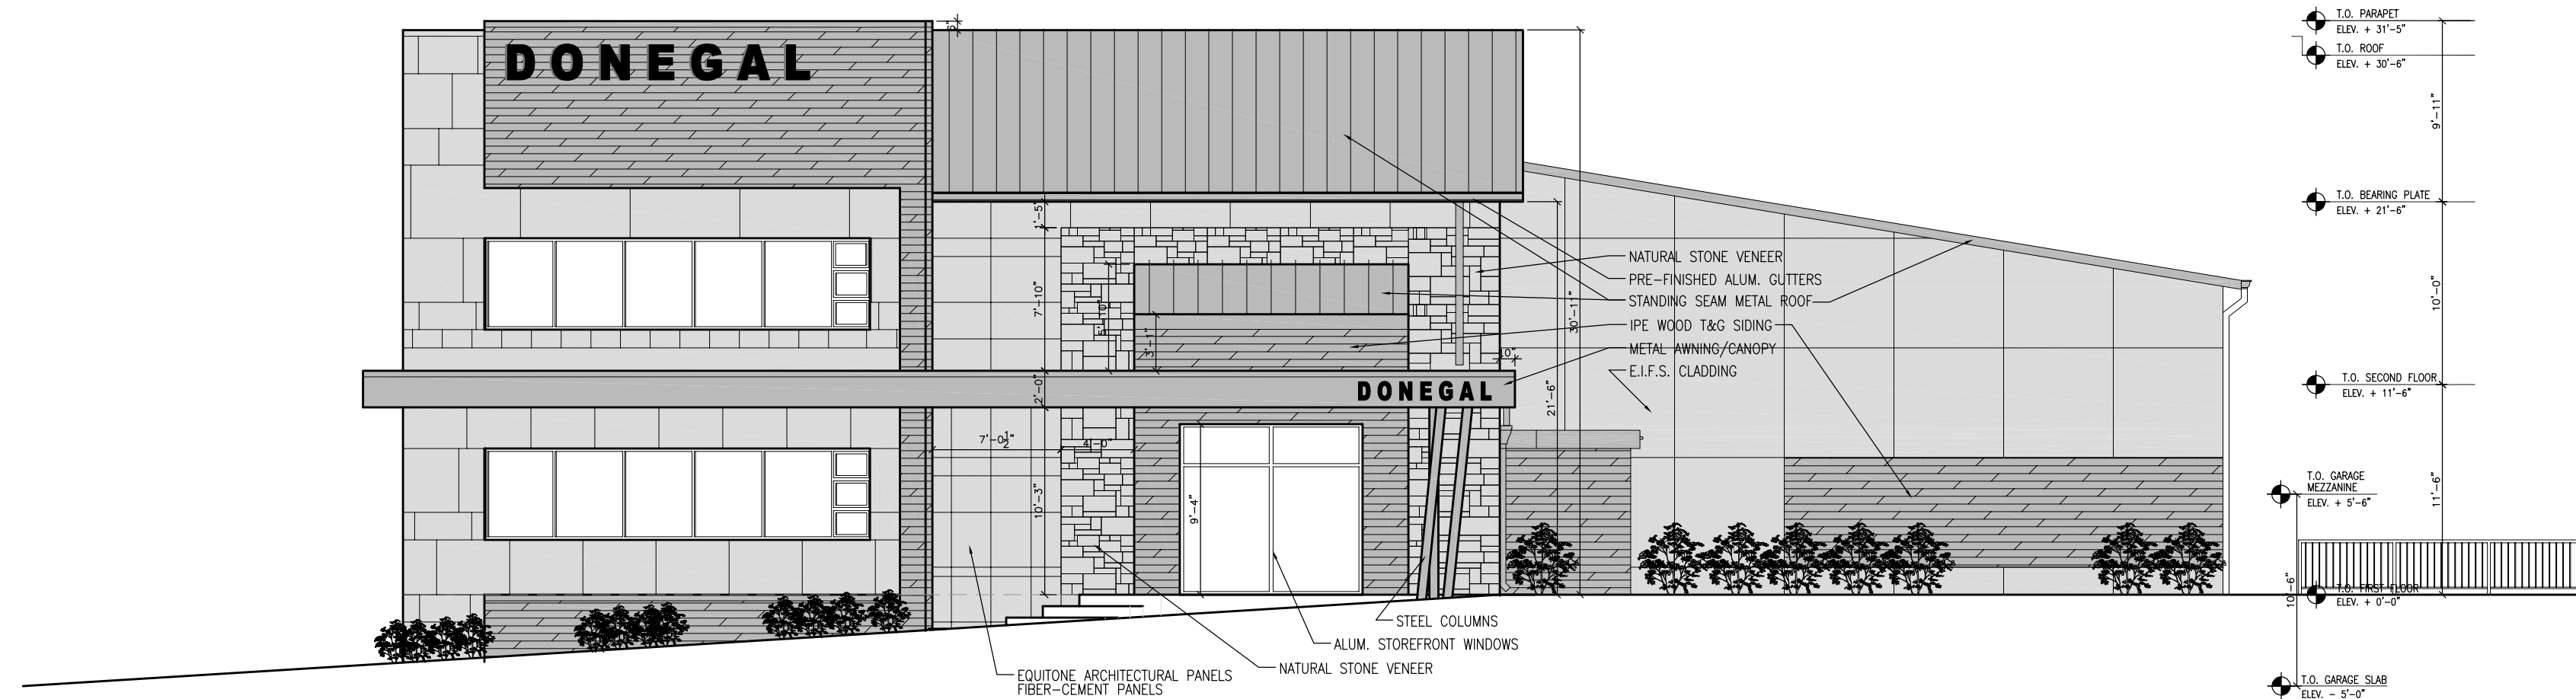 DONEGAL
6"
T.O. PARAPET
ELEV. + 31'-5"
T.O. ROOF
ELEV. + 30'-6"
9'-11"
T.O. BEARING PLATE
ELEV. + 21'-6"
1'-5"
NATURAL STONE VENEER
PRE-FINISHED ALUM. GUTTERS
STANDING SEAM METAL ROOF
IPE WOOD T&G SIDING
METAL AWNING/CANOPY
E.I.F.S. CLADDING
7'-10"
5'-10"
3'-1"
30'-11"
10'-0"
10"
2'-0"
DONEGAL
21'-6"
T.O. SECOND FLOOR
ELEV. + 11'-6"
7'-0½"
4'-0"
10'-3"
9'-4"
T.O. GARAGE
MEZZANINE
ELEV. + 5'-6"
11'-6"
10'-6"
T.O. FIRST FLOOR
ELEV. + 0'-0"
STEEL COLUMNS
ALUM. STOREFRONT WINDOWS
NATURAL STONE VENEER
EQUITONE ARCHITECTURAL PANELS
FIBER-CEMENT PANELS
T.O. GARAGE SLAB
ELEV. - 5'-0"